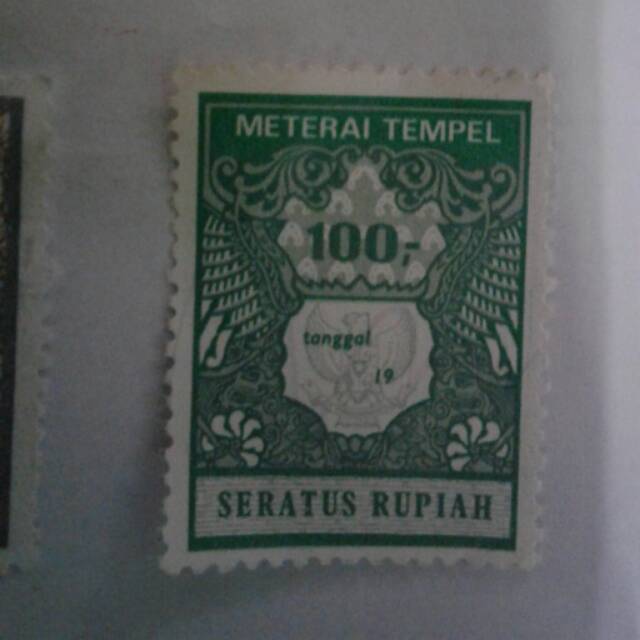 METERAI TEMPEL
100,-
tanggal
19
SERATUS RUPIAH